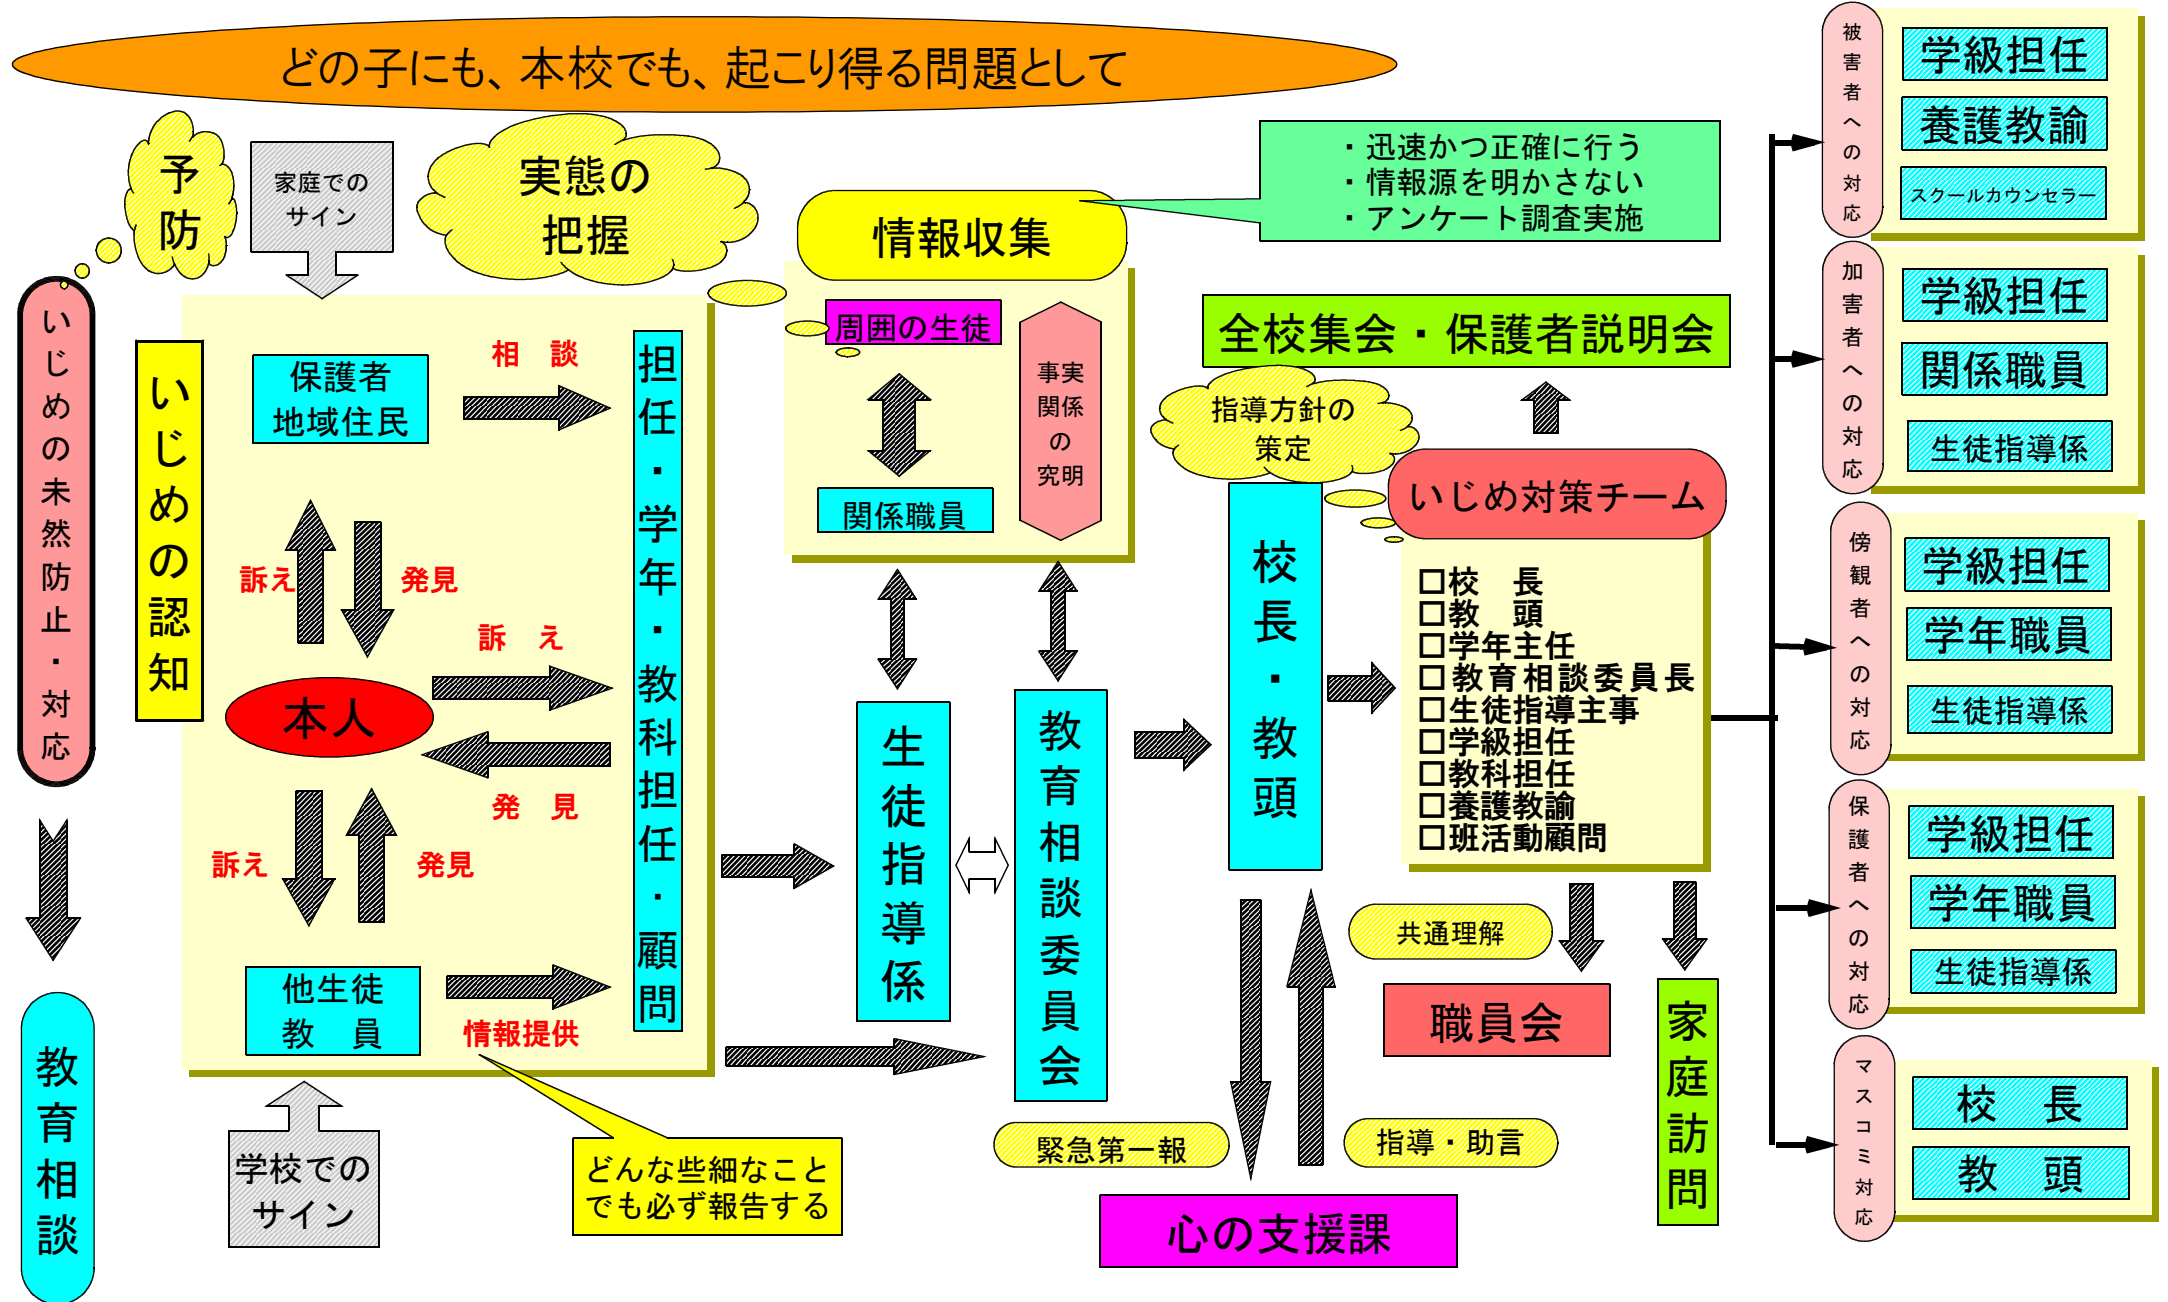 どの子にも、本校でも、起こり得る問題として
予
防
いじめの未然防止・対応
教育相談
家庭での
サイン
実態の
把握
いじめの認知
保護者
地域住民
相　談
訴え
発見
本人
訴　え
発　見
訴え
発見
他生徒
教　員
情報提供
担任・学年・教科担任・顧問
学校での
サイン
どんな些細なこと
でも必ず報告する
情報収集
・迅速かつ正確に行う
・情報源を明かさない
・アンケート調査実施
周囲の生徒
関係職員
事実
関係
の
究明
生徒指導係
教育相談委員会
全校集会・保護者説明会
指導方針の
策定
校長・教頭
いじめ対策チーム
□校　長
□教　頭
□学年主任
□教育相談委員長
□生徒指導主事
□学級担任
□教科担任
□養護教諭
□班活動顧問
共通理解
職員会
家庭訪問
緊急第一報
指導・助言
心の支援課
被害者への対応
学級担任
養護教諭
スクールカウンセラー
加害者への対応
学級担任
関係職員
生徒指導係
傍観者への対応
学級担任
学年職員
生徒指導係
保護者への対応
学級担任
学年職員
生徒指導係
マスコミ対応
校　長
教　頭